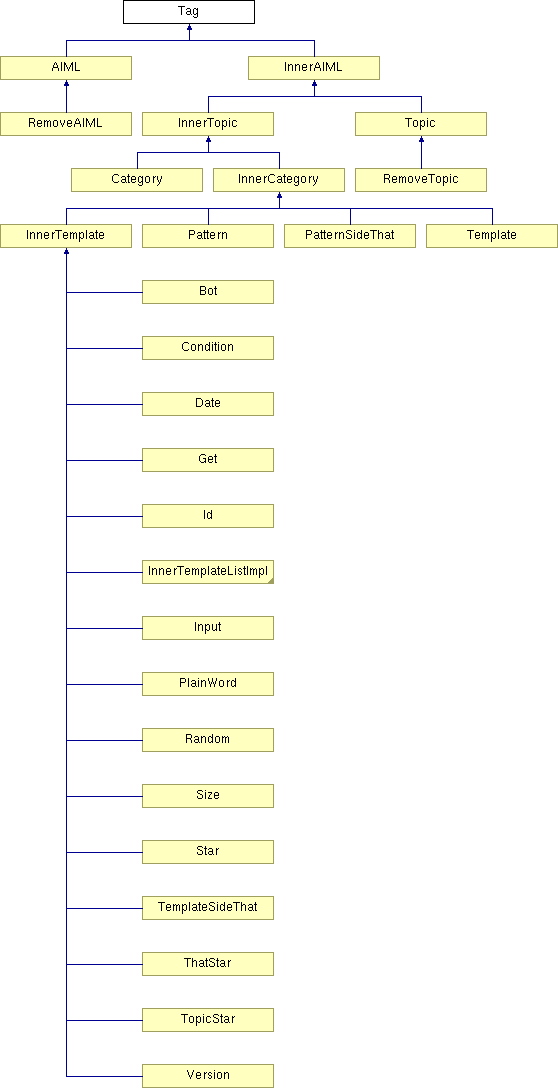 Tag
AIML
InnerAIML
RemoveAIML
InnerTopic
Topic
Category
InnerCategory
RemoveTopic
InnerTemplate
Pattern
PatternSideThat
Template
Bot
Condition
Date
Get
Id
InnerTemplateListImpl
Input
PlainWord
Random
Size
Star
TemplateSideThat
ThatStar
TopicStar
Version